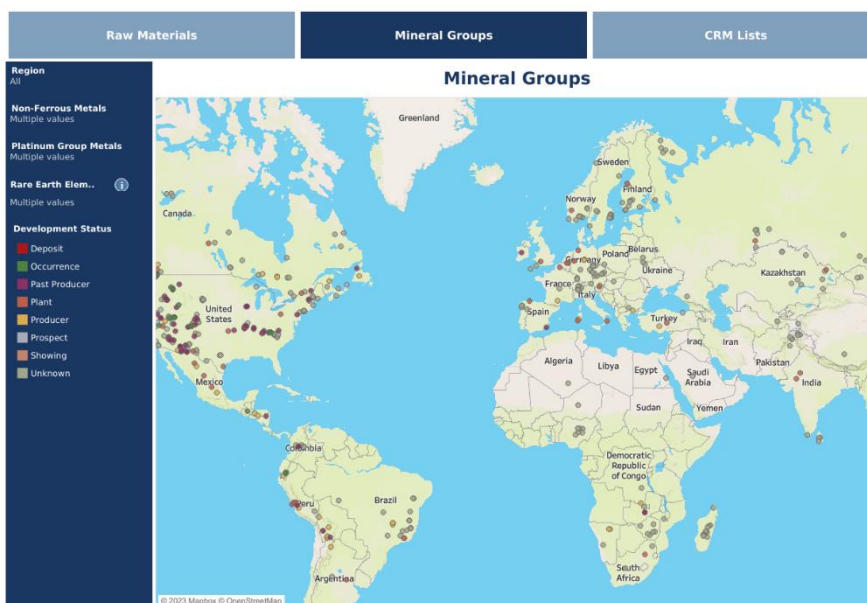 Raw Materials
Mineral Groups
CRM Lists
Region
All
Non-Ferrous Metals
Multiple values
Platinum Group Metals
Multiple values
Rare Earth Elem..
i
Multiple values
Development Status
Deposit
Occurrence
Past Producer
Plant
Producer
Prospect
Showing
Unknown
Mineral Groups
Greenland
Sweden
Norway
Finland
Canada
Belarus
Poland
Germany
Ukraine
Kazakhstan
France
United
States
Italy
Spain
Turkey
Iraq
Iran
Algeria
Libya
Egypt
Saudi
Arabia
Pakistan
India
Mexico
Sudan
Yemen
Colombia
Democratic
Republic
of Congo
Peru
Brazil
South
Africa
Argentina
© 2023 Mapbox © OpenStreetMap